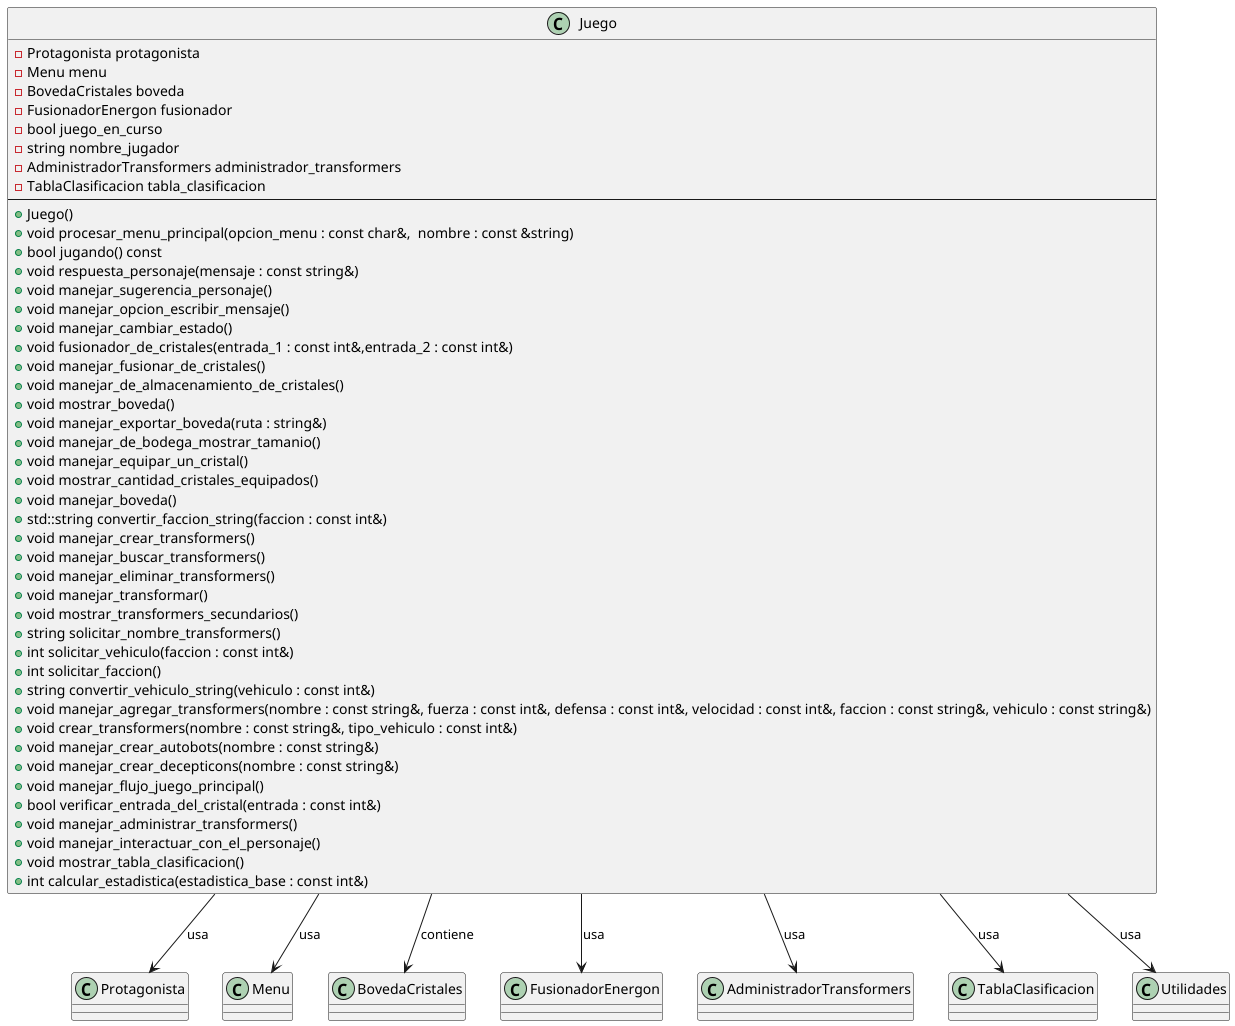 C Juego
Protagonista protagonista
Menu menu
BovedaCristales boveda
FusionadorEnergon fusionador
bool juego_en_curso
string nombre_jugador
AdministradorTransformers administrador_transformers
TablaClasificacion tabla_clasificacion
Juego()
void procesar_menu_principal(opcion_menu : const char&,  nombre : const &string)
bool jugando() const
void respuesta_personaje(mensaje : const string&)
void manejar_sugerencia_personaje()
void manejar_opcion_escribir_mensaje()
void manejar_cambiar_estado()
void fusionador_de_cristales(entrada_1 : const int&,entrada_2 : const int&)
void manejar_fusionar_de_cristales()
void manejar_de_almacenamiento_de_cristales()
void mostrar_boveda()
void manejar_exportar_boveda(ruta : string&)
void manejar_de_bodega_mostrar_tamanio()
void manejar_equipar_un_cristal()
void mostrar_cantidad_cristales_equipados()
void manejar_boveda()
std::string convertir_faccion_string(faccion : const int&)
void manejar_crear_transformers()
void manejar_buscar_transformers()
void manejar_eliminar_transformers()
void manejar_transformar()
void mostrar_transformers_secundarios()
string solicitar_nombre_transformers()
int solicitar_vehiculo(faccion : const int&)
int solicitar_faccion()
string convertir_vehiculo_string(vehiculo : const int&)
void manejar_agregar_transformers(nombre : const string&, fuerza : const int&, defensa : const int&, velocidad : const int&, faccion : const string&, vehiculo : const string&)
void crear_transformers(nombre : const string&, tipo_vehiculo : const int&)
void manejar_crear_autobots(nombre : const string&)
void manejar_crear_decepticons(nombre : const string&)
void manejar_flujo_juego_principal()
bool verificar_entrada_del_cristal(entrada : const int&)
void manejar_administrar_transformers()
void manejar_interactuar_con_el_personaje()
void mostrar_tabla_clasificacion()
int calcular_estadistica(estadistica_base : const int&)
usa usa contiene usa usa usa usa
C Protagonista C Menu C BovedaCristales C FusionadorEnergon C AdministradorTransformers C TablaClasificacion C Utilidades